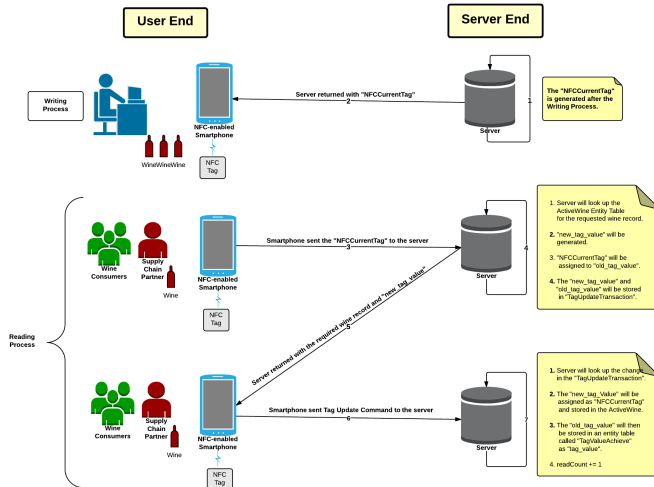 User End
Server End
Writing
Process
WineWineWine
NFC-enabled
Smartphone
NFC
Tag
Server returned with "NFCCurrentTag"
2
Server
1
The "NFCCurrentTag"
is generated after the
Writing Process.
Reading
Process
Wine
Consumers
Supply
Chain
Partner
Wine
NFC-enabled
Smartphone
NFC
Tag
Smartphone sent the "NFCCurrentTag" to the server
3
Server
4
1. Server will look up the
ActiveWine Entity Table
for the requested wine record.
2. "new_tag_value" will be
generated.
3. "NFCCurrentTag" will be
assigned to "old_tag_value".
4. The "new_tag_value" and
"old_tag_value" will be stored
in "TagUpdateTransaction".
Server returned with the required wine record and "new_tag_value"
5
Wine
Consumers
Supply
Chain
Partner
Wine
NFC-enabled
Smartphone
NFC
Tag
Smartphone sent Tag Update Command to the server
6
Server
7
1. Server will look up the change
in the "TagUpdateTransaction".
2. The "new_tag_Value" will be
assigned as "NFCCurrentTag"
and stored in the ActiveWine.
3. The "old_tag_value" will then
be stored in an entity table
called "TagValueAchieve"
as "tag_value".
4. readCount += 1